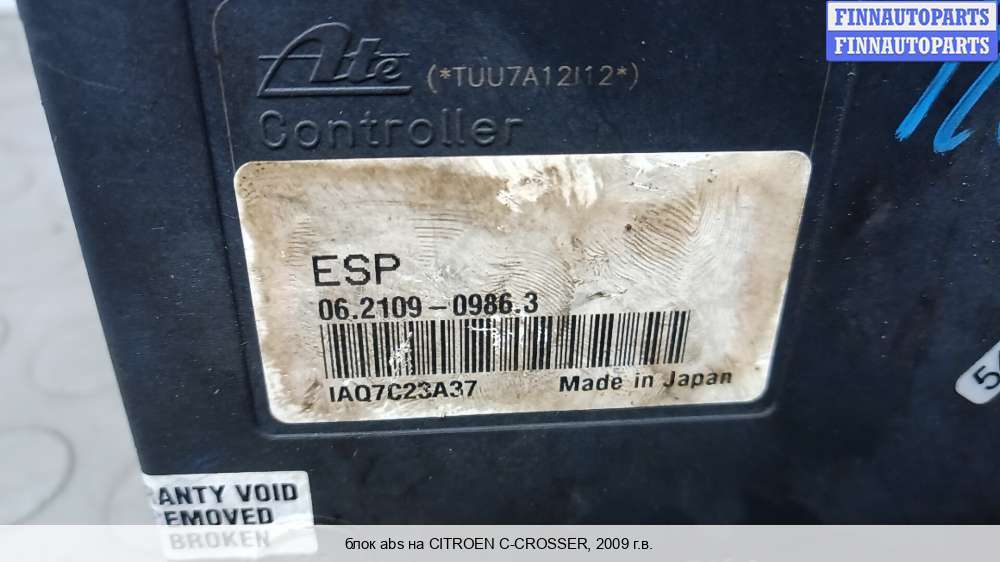 FINNAUTOPARTS
FINNAUTOPARTS
Ate (*TUU7A12I12*)
Controller
ESP
06.2109-0986.3
IAQ7C23A37 Made in Japan
5
ANTY VOID
EMOVED
BROKEN
блок abs на CITROEN C-CROSSER, 2009 г.в.